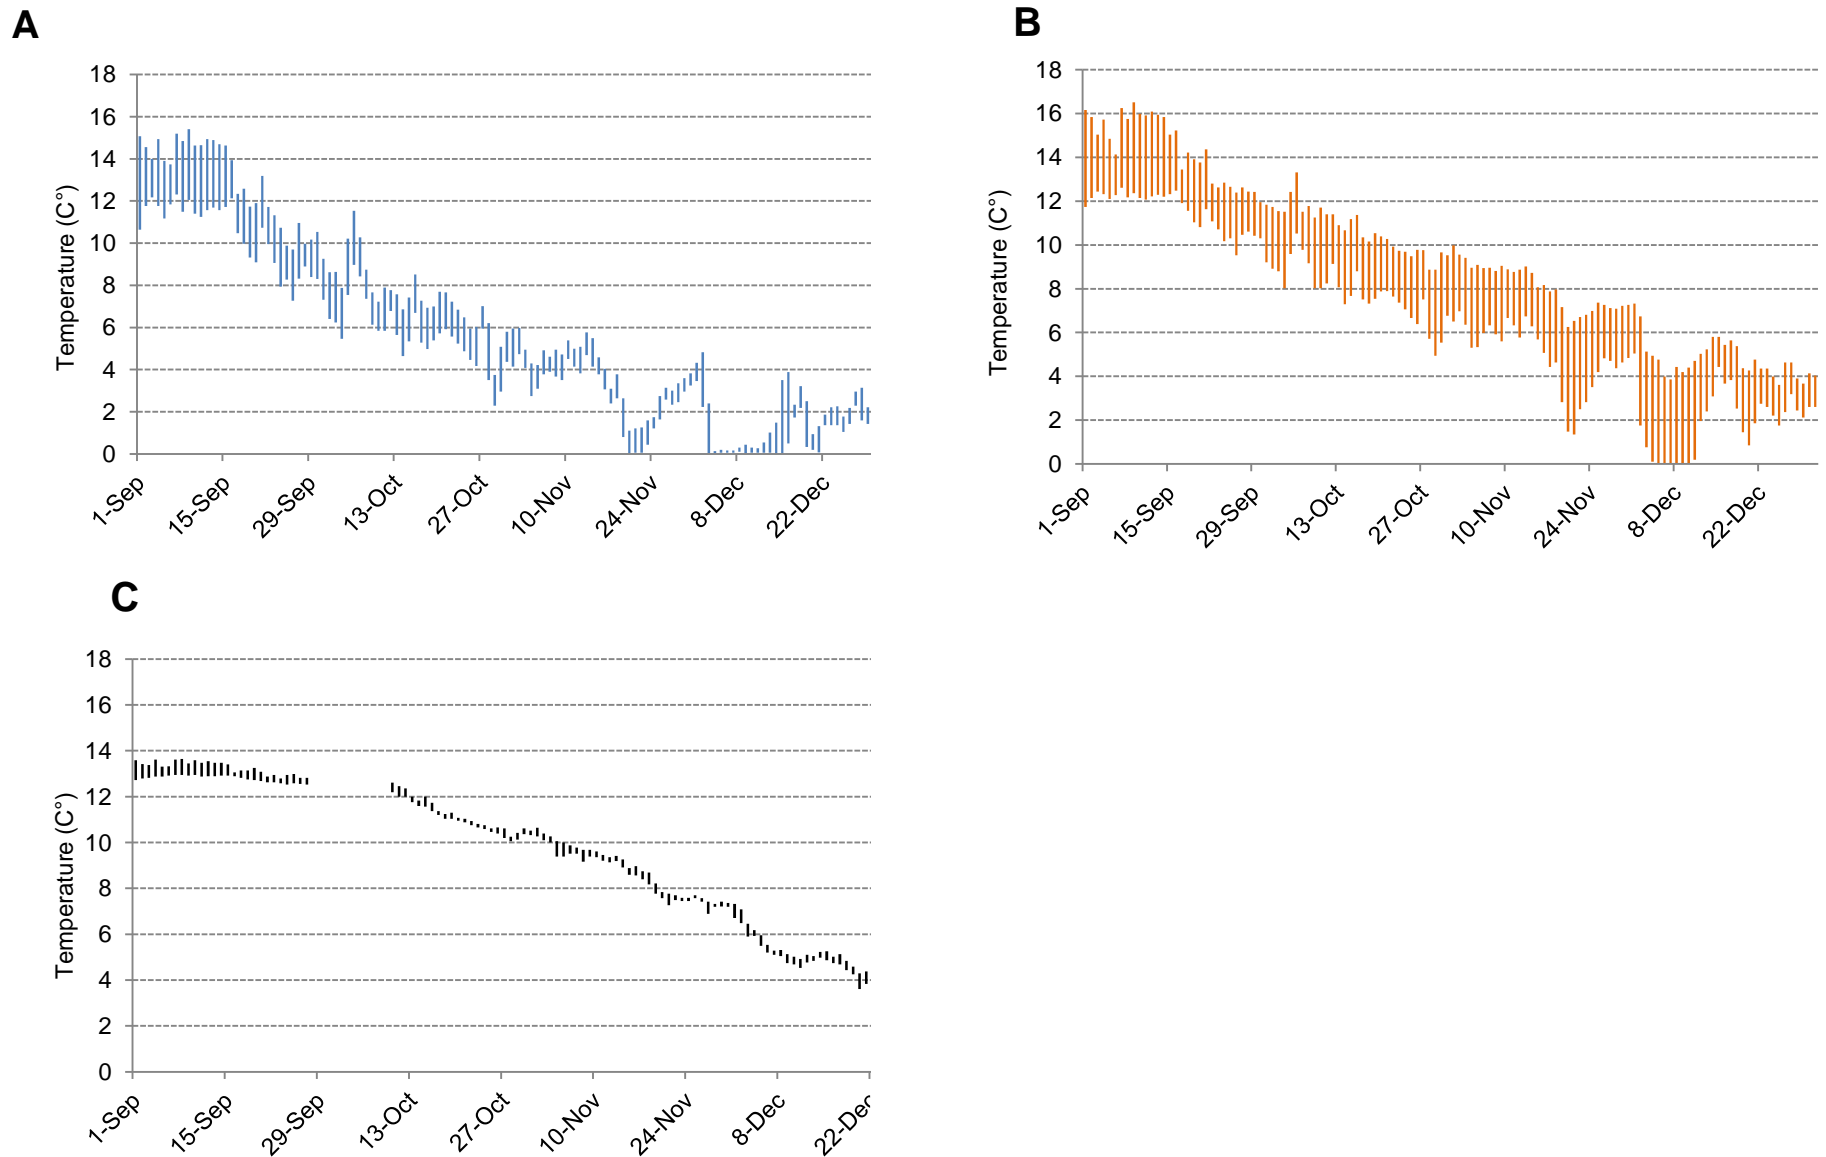 A
18
16
14
12
10
8
6
4
2
0
Temperature (C°)
1-Sep
15-Sep
29-Sep
13-Oct
27-Oct
10-Nov
24-Nov
8-Dec
22-Dec
B
18
16
14
12
10
8
6
4
2
0
Temperature (C°)
1-Sep
15-Sep
29-Sep
13-Oct
27-Oct
10-Nov
24-Nov
8-Dec
22-Dec
C
18
16
14
12
10
8
6
4
2
0
Temperature (C°)
1-Sep
15-Sep
29-Sep
13-Oct
27-Oct
10-Nov
24-Nov
8-Dec
22-Dec